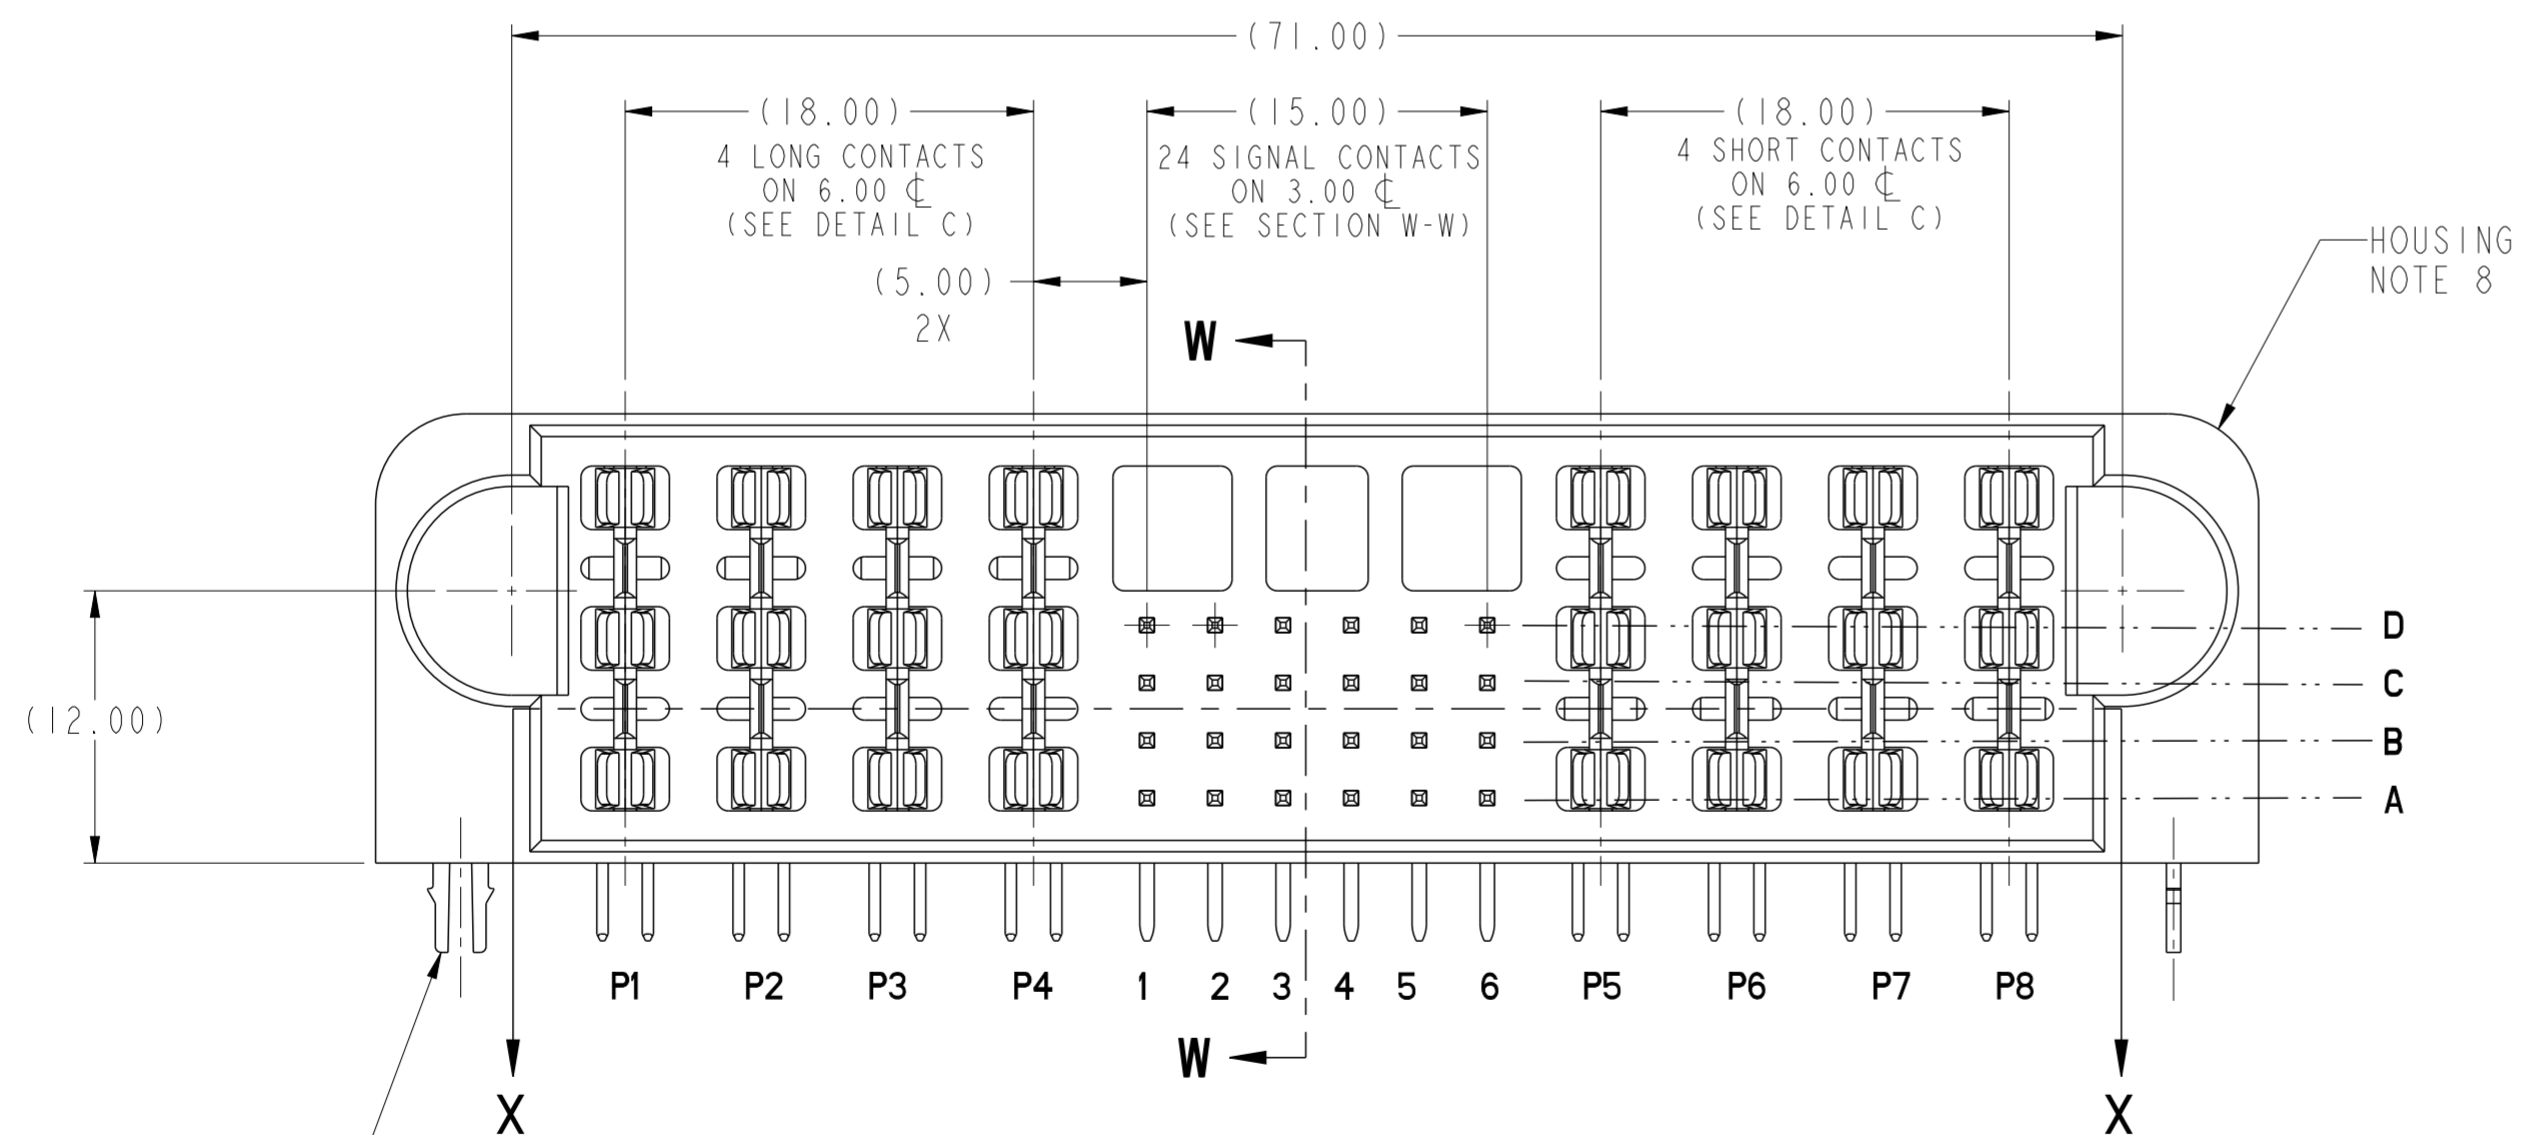 (71.00)
(18.00)
4 LONG CONTACTS
ON 6.00 ℄
(SEE DETAIL C)
(15.00)
24 SIGNAL CONTACTS
ON 3.00 ℄
(SEE SECTION W-W)
(18.00)
4 SHORT CONTACTS
ON 6.00 ℄
(SEE DETAIL C)
HOUSING
NOTE 8
(5.00)
2X
W
D
C
(12.00)
B
A
P1 P2 P3 P4 1 2 3 4 5 6 P5 P6 P7 P8
W
X X